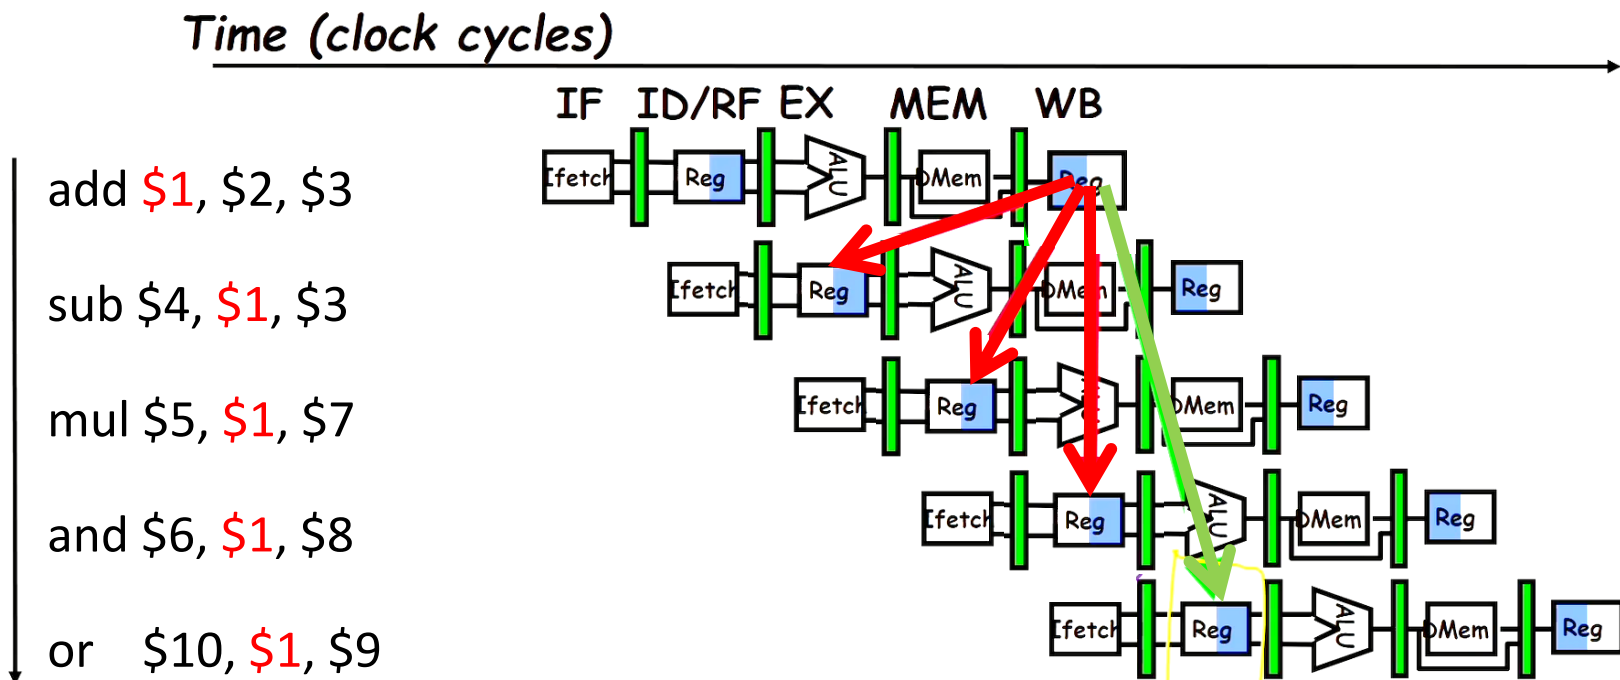 Time (clock cycles)
IF ID/RF EX MEM WB
add $1, $2, $3 Ifetch Reg ALU DMem Reg
sub $4, $1, $3 Ifetch Reg ALU DMem Reg
mul $5, $1, $7 Ifetch Reg DMem Reg
and $6, $1, $8 Ifetch Reg ALU DMem Reg
or $10, $1, $9 Ifetch Reg ALU DMem Reg